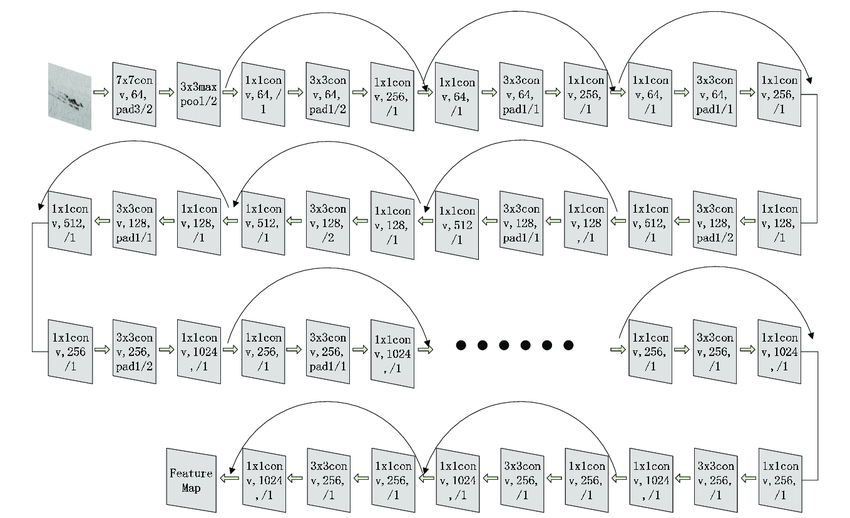 7x7con
v,64,
pad3/2
3x3max
pool/2
1x1con
v,64,/
1
3x3con
v,64,
pad1/2
1x1con
v,256,
/1
1x1con
v,64,
/1
3x3con
v,64,
pad1/1
1x1con
v,256,
/1
1x1con
v,64,
/1
3x3con
v,64,
pad1/1
1x1con
v,256,
/1
1x1con
v,512,
/1
3x3con
v,128,
pad1/1
1x1con
v,128,
/1
1x1con
v,512,
/1
3x3con
v,128,
/2
1x1con
v,128,
/1
1x1con
v,512
/1
3x3con
v,128,
pad1/1
1x1con
v,128
,/1
1x1con
v,512,
/1
3x3con
v,128,
pad1/2
1x1con
v,128,
/1
1x1con
v,256
/1
3x3con
v,256,
pad1/2
1x1con
v,1024
,/1
1x1con
v,256,
/1
3x3con
v,256,
pad1/1
1x1con
v,1024
,/1
1x1con
v,256,
/1
3x3con
v,256,
/1
1x1con
v,1024
,/1
Feature
Map
1x1con
v,1024
,/1
3x3con
v,256,
/1
1x1con
v,256,
/1
1x1con
v,1024
,/1
3x3con
v,256,
/1
1x1con
v,256,
/1
1x1con
v,1024
,/1
3x3con
v,256,
/1
1x1con
v,256,
/1